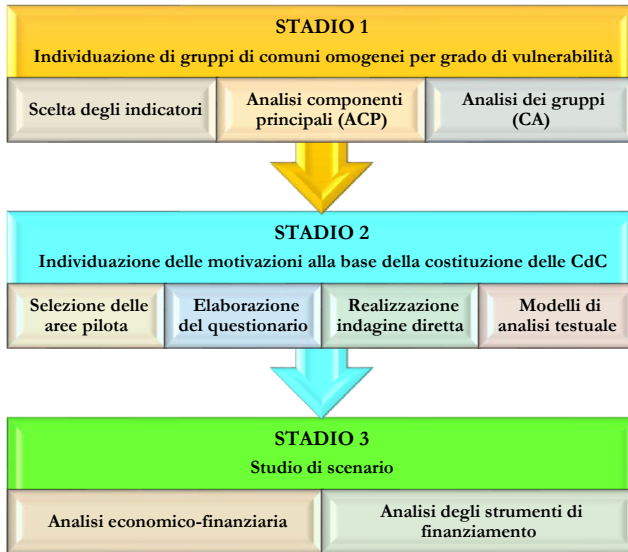 STADIO 1
Individuazione di gruppi di comuni omogenei per grado di vulnerabilità
Scelta degli indicatori
Analisi componenti
principali (ACP)
Analisi dei gruppi
(CA)
STADIO 2
Individuazione delle motivazioni alla base della costituzione delle CdC
Selezione delle
aree pilota
Elaborazione
del questionario
Realizzazione
indagine diretta
Modelli di
analisi testuale
STADIO 3
Studio di scenario
Analisi economico-finanziaria
Analisi degli strumenti di
finanziamento